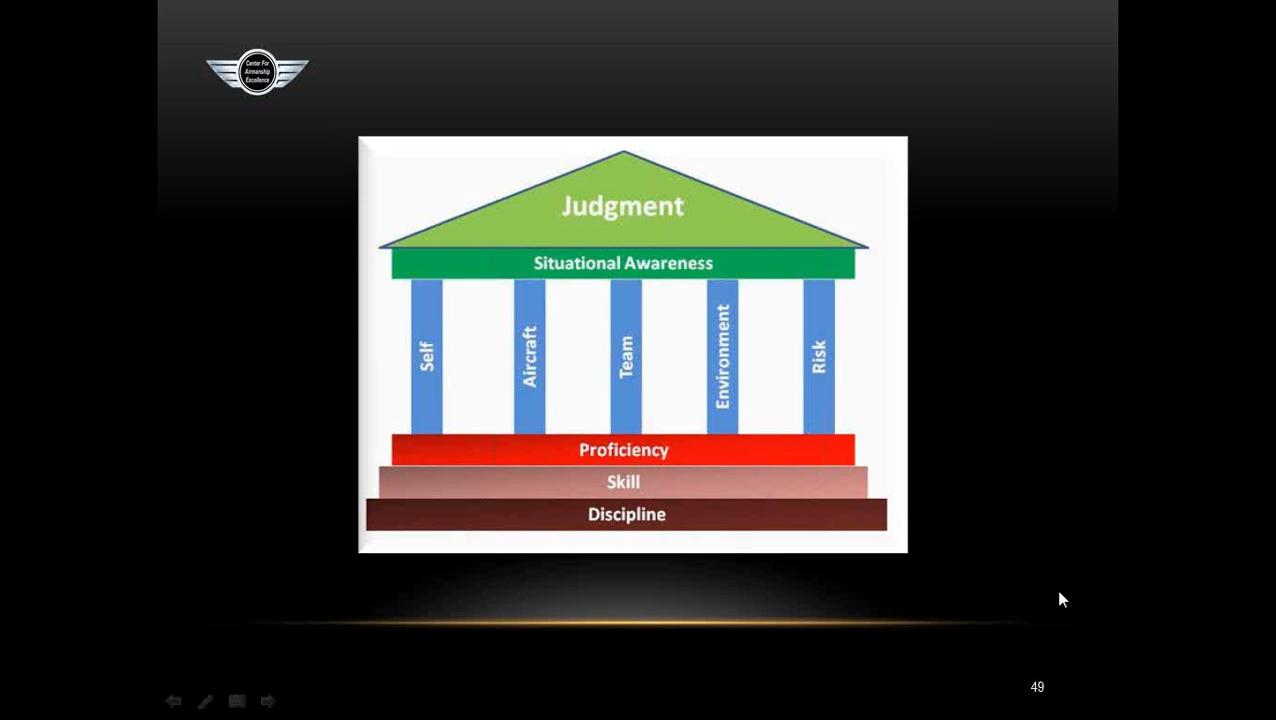 Center For
Airmanship
Excellence
Judgment
Situational Awareness
Self
Aircraft
Team
Environment
Risk
Proficiency
Skill
Discipline
49